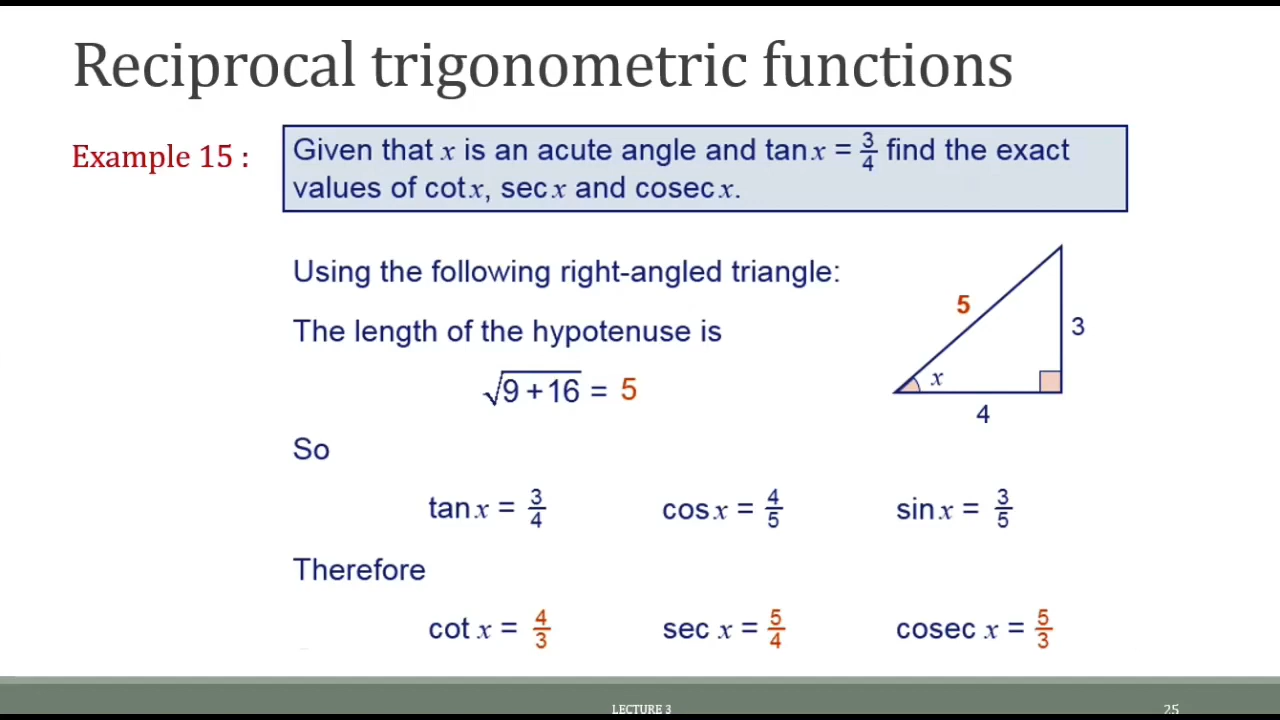 Reciprocal trigonometric functions
Example 15 :
Given that x is an acute angle and tan x = 3/4 find the exact
values of cot x, sec x and cosec x.
Using the following right-angled triangle:
The length of the hypotenuse is
√9 + 16 = 5
5
3
x
4
So
tan x = 3/4 cos x = 4/5 sin x = 3/5
Therefore
cot x = 4/3 sec x = 5/4 cosec x = 5/3
LECTURE 3 25